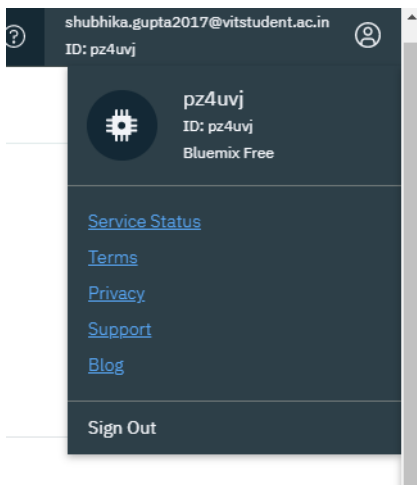 ?
shubhika.gupta2017@vitstudent.ac.in
ID: pz4uvj
pz4uvj
ID: pz4uvj
Bluemix Free
Service Status
Terms
Privacy
Support
Blog
Sign Out